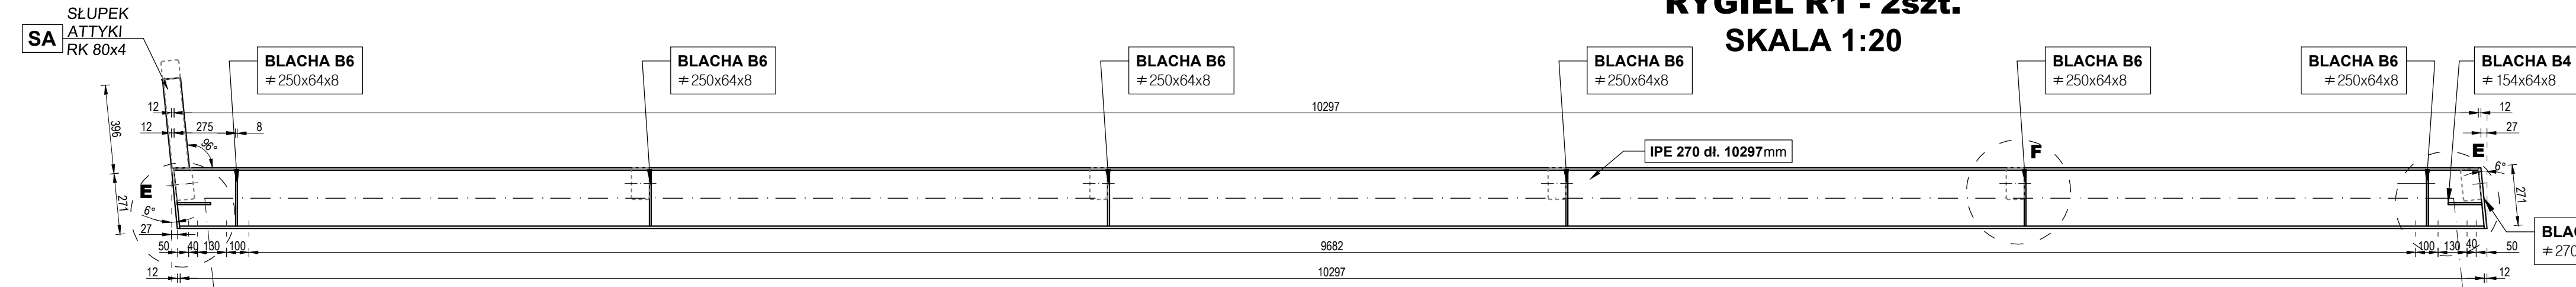 SŁUPEK
ATTYKI
RK 80x4
SA
RYGIEL R1 - 2szt.
SKALA 1:20
BLACHA B6
≠250x64x8
BLACHA B6
≠250x64x8
BLACHA B6
≠250x64x8
BLACHA B6
≠250x64x8
BLACHA B6
≠250x64x8
BLACHA B6
≠250x64x8
BLACHA B4
≠154x64x8
12
10297
12
12
275
8
27
396
96°
IPE 270 dł. 10297mm
F
E
6°
E
271
6°
271
27
BLAC
≠270
50
40
130
100
9682
100
130
40
50
12
10297
12